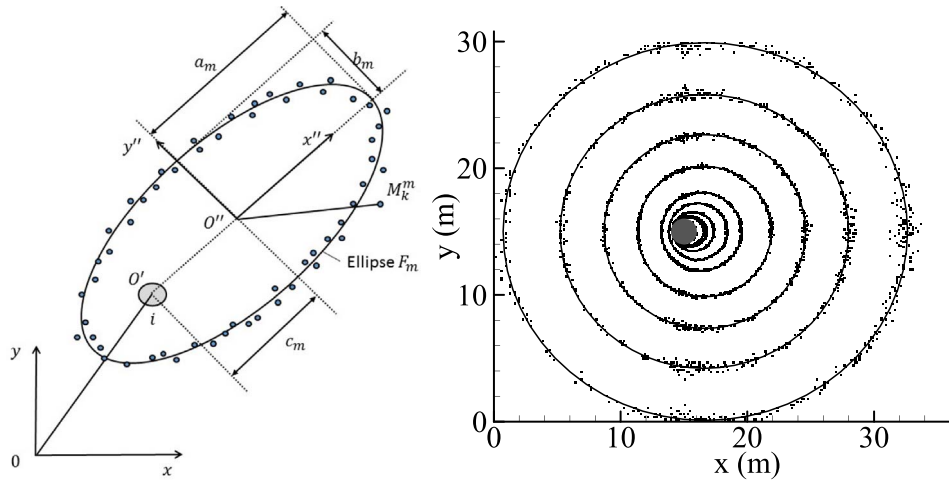 a_m
b_m
y''
x''
O''
M_k^m
Ellipse F_m
O'
i
c_m
y
0
x
30
20
10
0
y (m)
0
10
20
30
x (m)